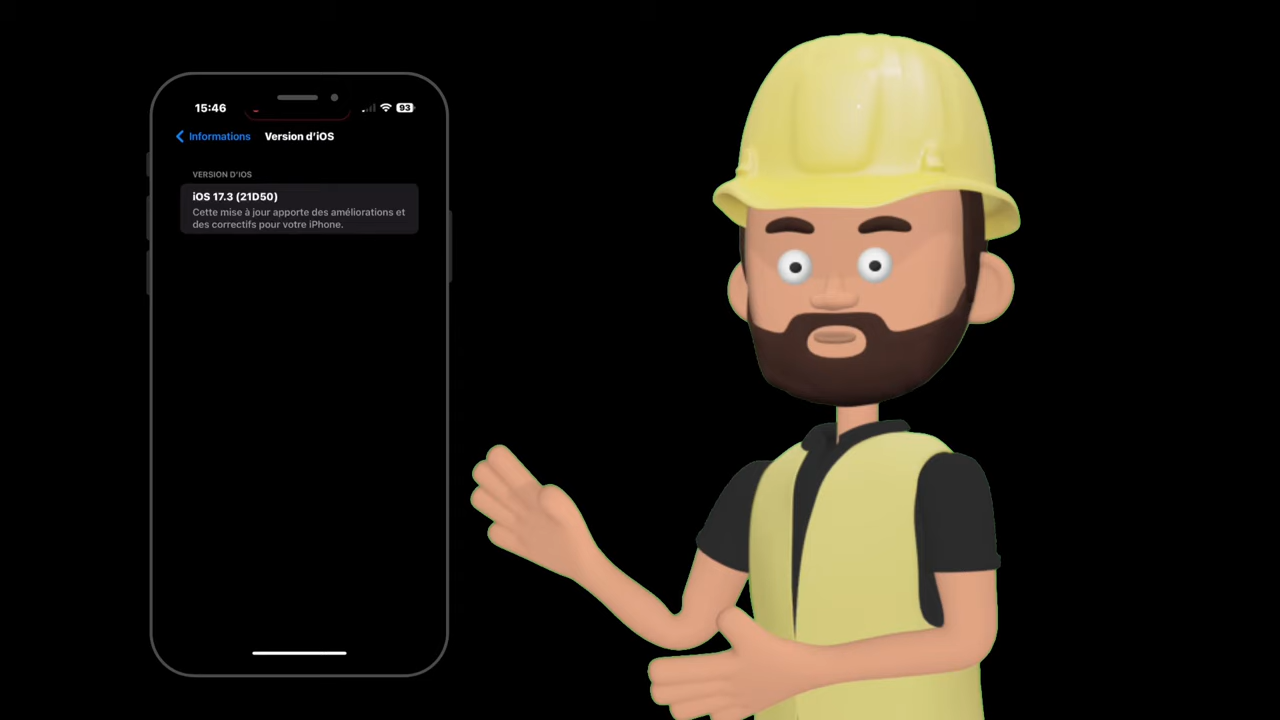 15:46
93
Informations
Version d'iOS
VERSION D'IOS
iOS 17.3 (21D50)
Cette mise à jour apporte des améliorations et
des correctifs pour votre iPhone.